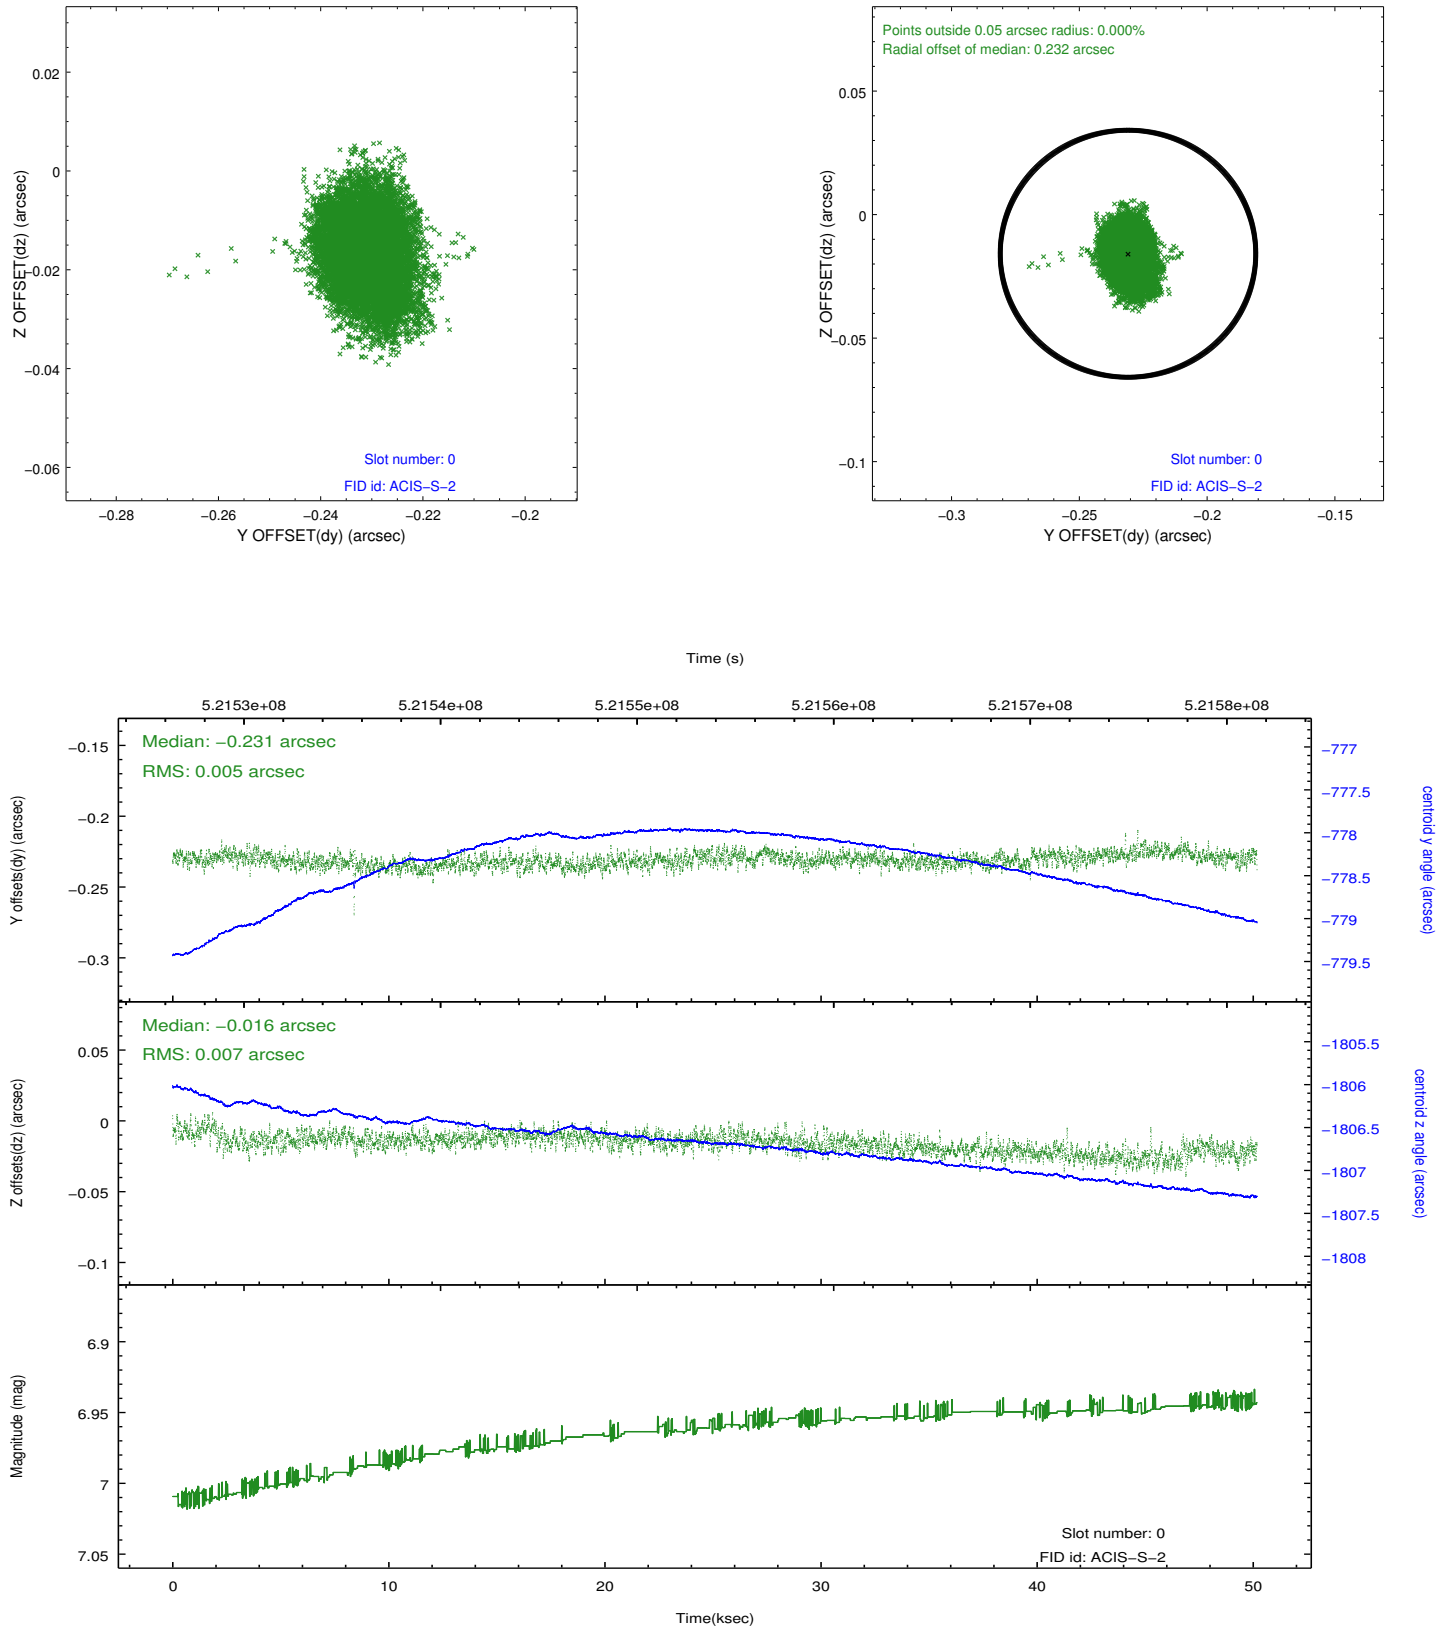 0.02
0
−0.02
−0.04
−0.06
Z OFFSET(dz) (arcsec)
Slot number: 0
FID id: ACIS−S−2
−0.28 −0.26 −0.24 −0.22 −0.2
Y OFFSET(dy) (arcsec)
Points outside 0.05 arcsec radius: 0.000%
Radial offset of median: 0.232 arcsec
0.05
0
−0.05
−0.1
Z OFFSET(dz) (arcsec)
Slot number: 0
FID id: ACIS−S−2
−0.3 −0.25 −0.2 −0.15
Y OFFSET(dy) (arcsec)
Time (s)
5.2153e+08 5.2154e+08 5.2155e+08 5.2156e+08 5.2157e+08 5.2158e+08
Median: −0.231 arcsec
RMS: 0.005 arcsec
−0.15
−0.2
−0.25
−0.3
Y offsets(dy) (arcsec)
−777
−777.5
−778
−778.5
−779
−779.5
centroid y angle (arcsec)
Median: −0.016 arcsec
RMS: 0.007 arcsec
0.05
0
−0.05
−0.1
Z offsets(dz) (arcsec)
−1805.5
−1806
−1806.5
−1807
−1807.5
−1808
centroid z angle (arcsec)
6.9
6.95
7
7.05
Magnitude (mag)
Slot number: 0
FID id: ACIS−S−2
0 10 20 30 40 50
Time(ksec)